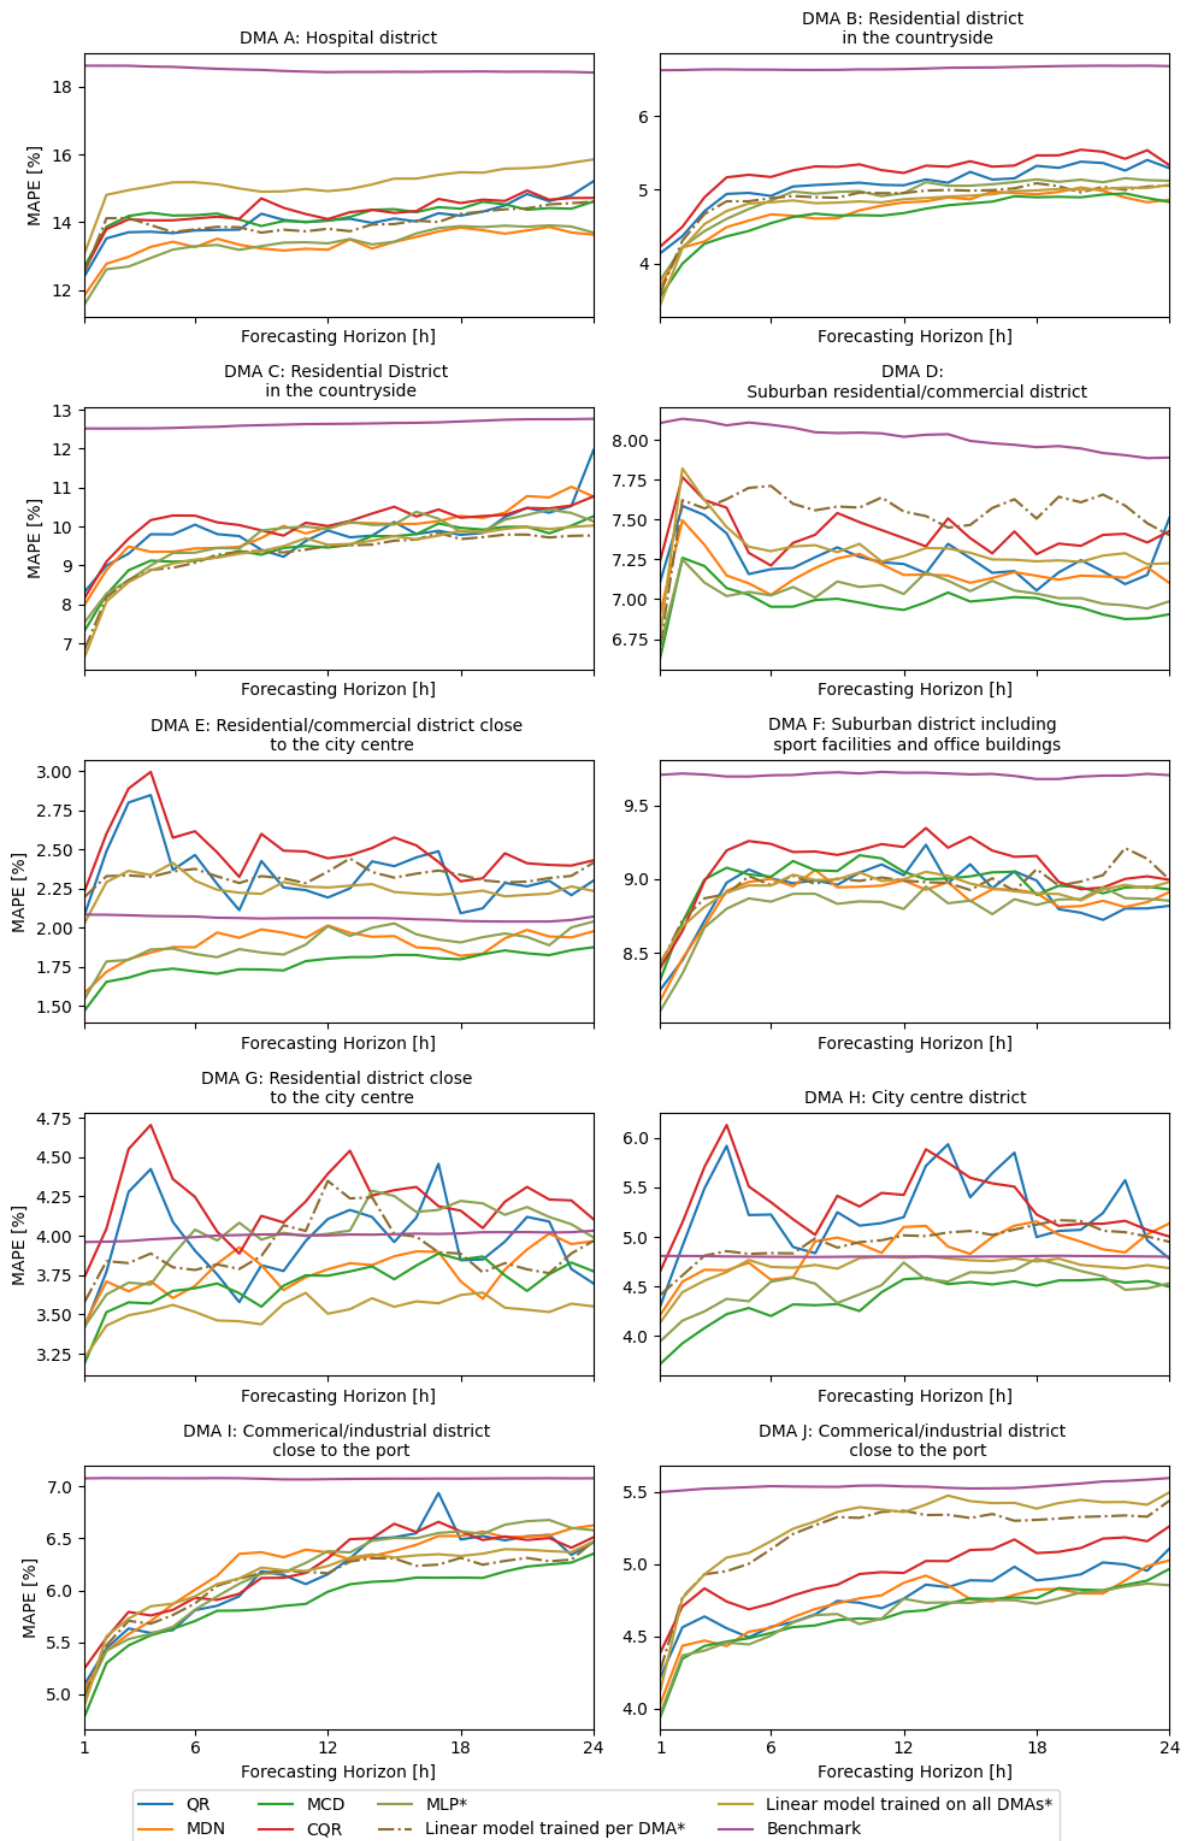 DMA A: Hospital district
18
16
14
12
MAPE [%]
Forecasting Horizon [h]
DMA B: Residential district
in the countryside
6
5
4
Forecasting Horizon [h]
DMA C: Residential District
in the countryside
13
12
11
10
9
8
7
MAPE [%]
Forecasting Horizon [h]
DMA D:
Suburban residential/commercial district
8.00
7.75
7.50
7.25
7.00
6.75
Forecasting Horizon [h]
DMA E: Residential/commercial district close
to the city centre
3.00
2.75
2.50
2.25
2.00
1.75
1.50
MAPE [%]
Forecasting Horizon [h]
DMA F: Suburban district including
sport facilities and office buildings
9.5
9.0
8.5
Forecasting Horizon [h]
DMA G: Residential district close
to the city centre
4.75
4.50
4.25
4.00
3.75
3.50
3.25
MAPE [%]
Forecasting Horizon [h]
DMA H: City centre district
6.0
5.5
5.0
4.5
4.0
Forecasting Horizon [h]
DMA I: Commerical/industrial district
close to the port
7.0
6.5
6.0
5.5
5.0
MAPE [%]
1 6 12 18 24
Forecasting Horizon [h]
DMA J: Commerical/industrial district
close to the port
5.5
5.0
4.5
4.0
1 6 12 18 24
Forecasting Horizon [h]
QR
MDN
MCD
CQR
MLP*
Linear model trained per DMA*
Linear model trained on all DMAs*
Benchmark